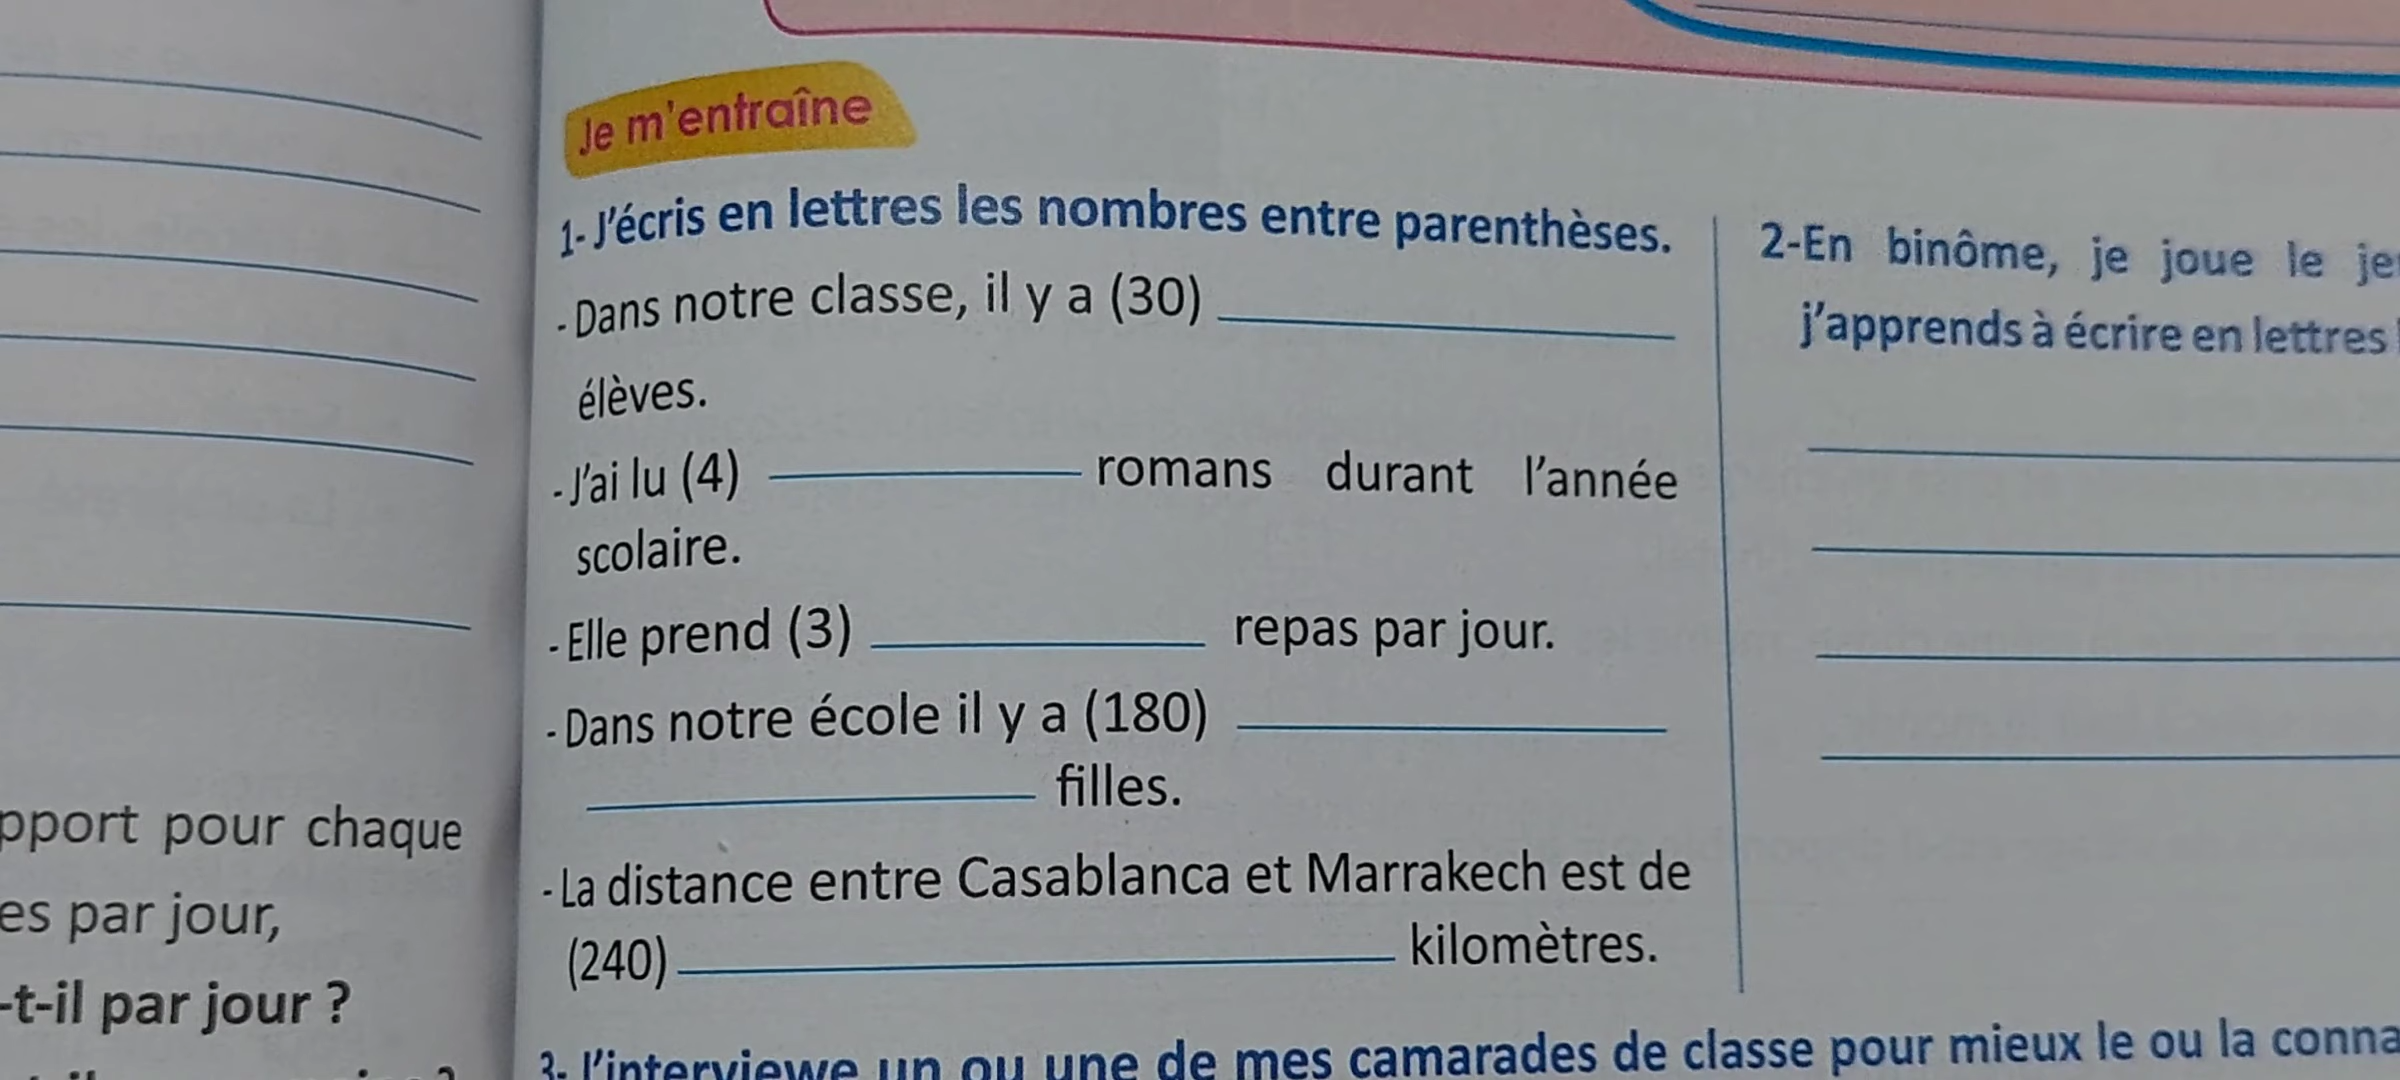 Je m'entraîne
1- J'écris en lettres les nombres entre parenthèses.
- Dans notre classe, il y a (30)
élèves.
- J'ai lu (4) romans durant l'année
scolaire.
- Elle prend (3) repas par jour.
- Dans notre école il y a (180)
filles.
- La distance entre Casablanca et Marrakech est de
(240) kilomètres.
2-En binôme, je joue le
j'apprends à écrire en lettres
pport pour chaque
es par jour,
-t-il par jour ?
3- J'interviewe un ou une de mes camarades de classe pour mieux le ou la conna